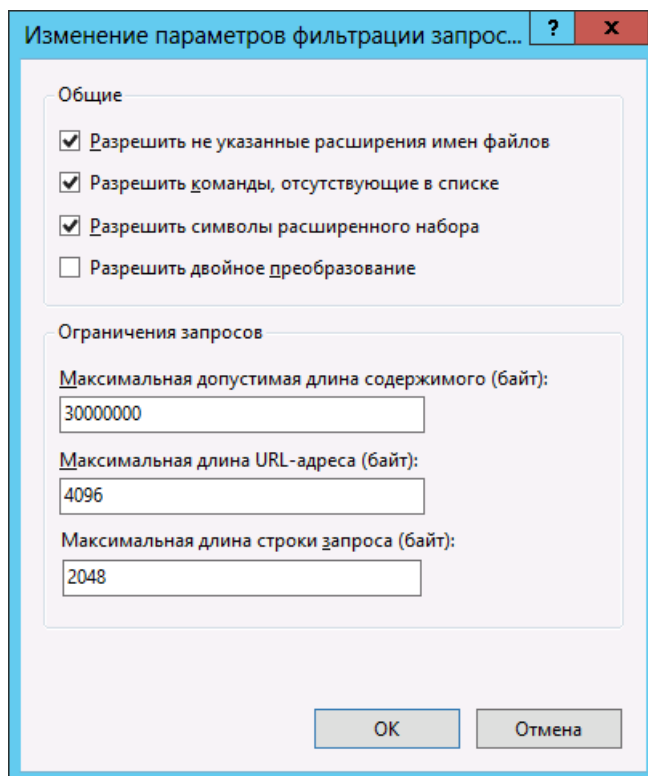 Изменение параметров фильтрации запрос... ? x
Общие
Разрешить не указанные расширения имен файлов
Разрешить команды, отсутствующие в списке
Разрешить символы расширенного набора
Разрешить двойное преобразование
Ограничения запросов
Максимальная допустимая длина содержимого (байт):
30000000
Максимальная длина URL-адреса (байт):
4096
Максимальная длина строки запроса (байт):
2048
ОК Отмена